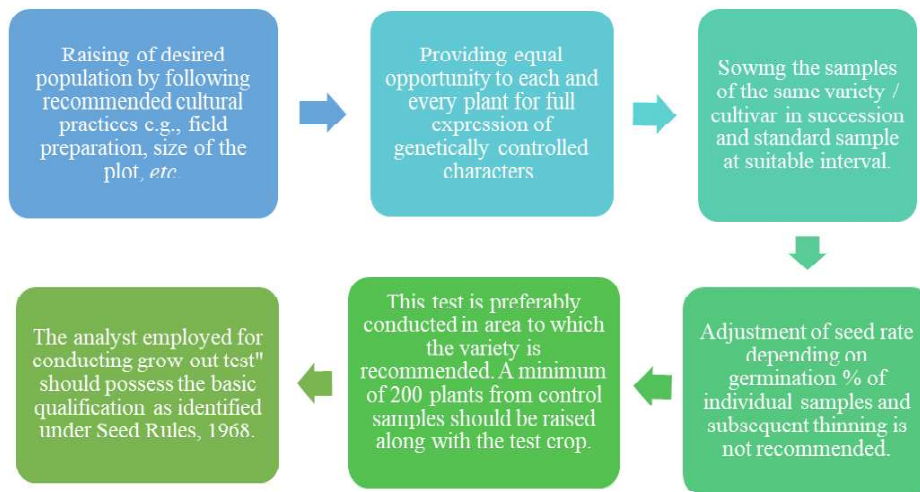 Raising of desired
population by following
recommended cultural
practices e.g., field
preparation, size of the
plot, etc.
Providing equal
opportunity to each and
every plant for full
expression of
genetically controlled
characters.
Sowing the samples
of the same variety /
cultivar in succession
and standard sample
at suitable interval.
Adjustment of seed rate
depending on
germination % of
individual samples and
subsequent thinning is
not recommended.
This test is preferably
conducted in area to which
the variety is
recommended. A minimum
of 200 plants from control
samples should be raised
along with the test crop.
The analyst employed for
conducting grow out test"
should possess the basic
qualification as identified
under Seed Rules, 1968.